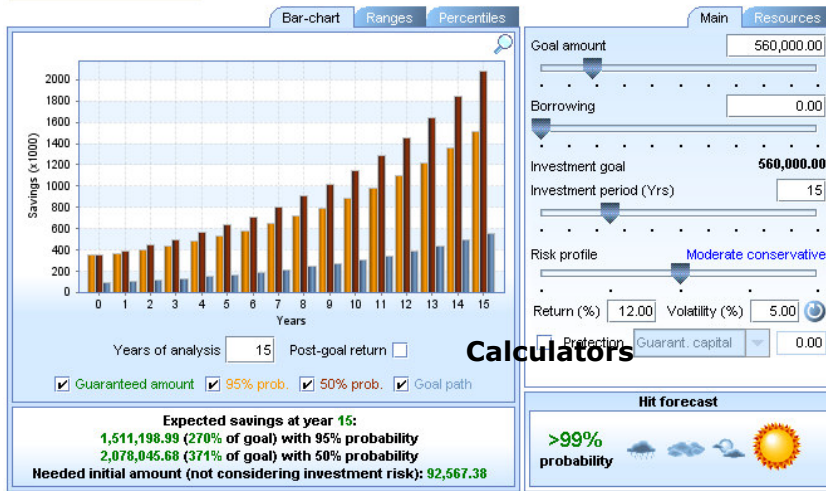 Bar-chart Ranges Percentiles
Savings (x1000)
2000
1800
1600
1400
1200
1000
800
600
400
200
0
0 1 2 3 4 5 6 7 8 9 10 11 12 13 14 15
Years
Years of analysis 15 Post-goal return
Guaranteed amount 95% prob. 50% prob. Goal path
Expected savings at year 15:
1,511,198.99 (270% of goal) with 95% probability
2,078,045.68 (371% of goal) with 50% probability
Needed initial amount (not considering investment risk): 92,567.38
Main Resources
Goal amount 560,000.00
Borrowing 0.00
Investment goal 560,000.00
Investment period (Yrs) 15
Risk profile Moderate conservative
Return (%) 12.00 Volatility (%) 5.00
Protection Guarant. capital 0.00
Calculators
Hit forecast
>99%
probability